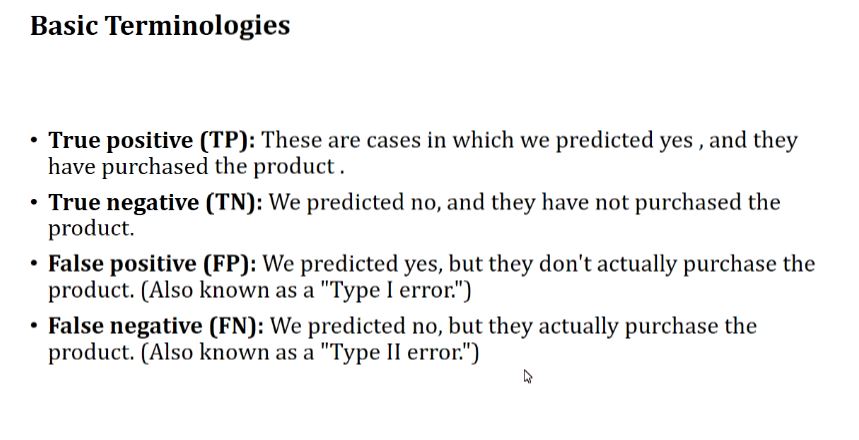 Basic Terminologies
• True positive (TP): These are cases in which we predicted yes , and they
have purchased the product .
• True negative (TN): We predicted no, and they have not purchased the
product.
• False positive (FP): We predicted yes, but they don't actually purchase the
product. (Also known as a "Type I error.")
• False negative (FN): We predicted no, but they actually purchase the
product. (Also known as a "Type II error.")